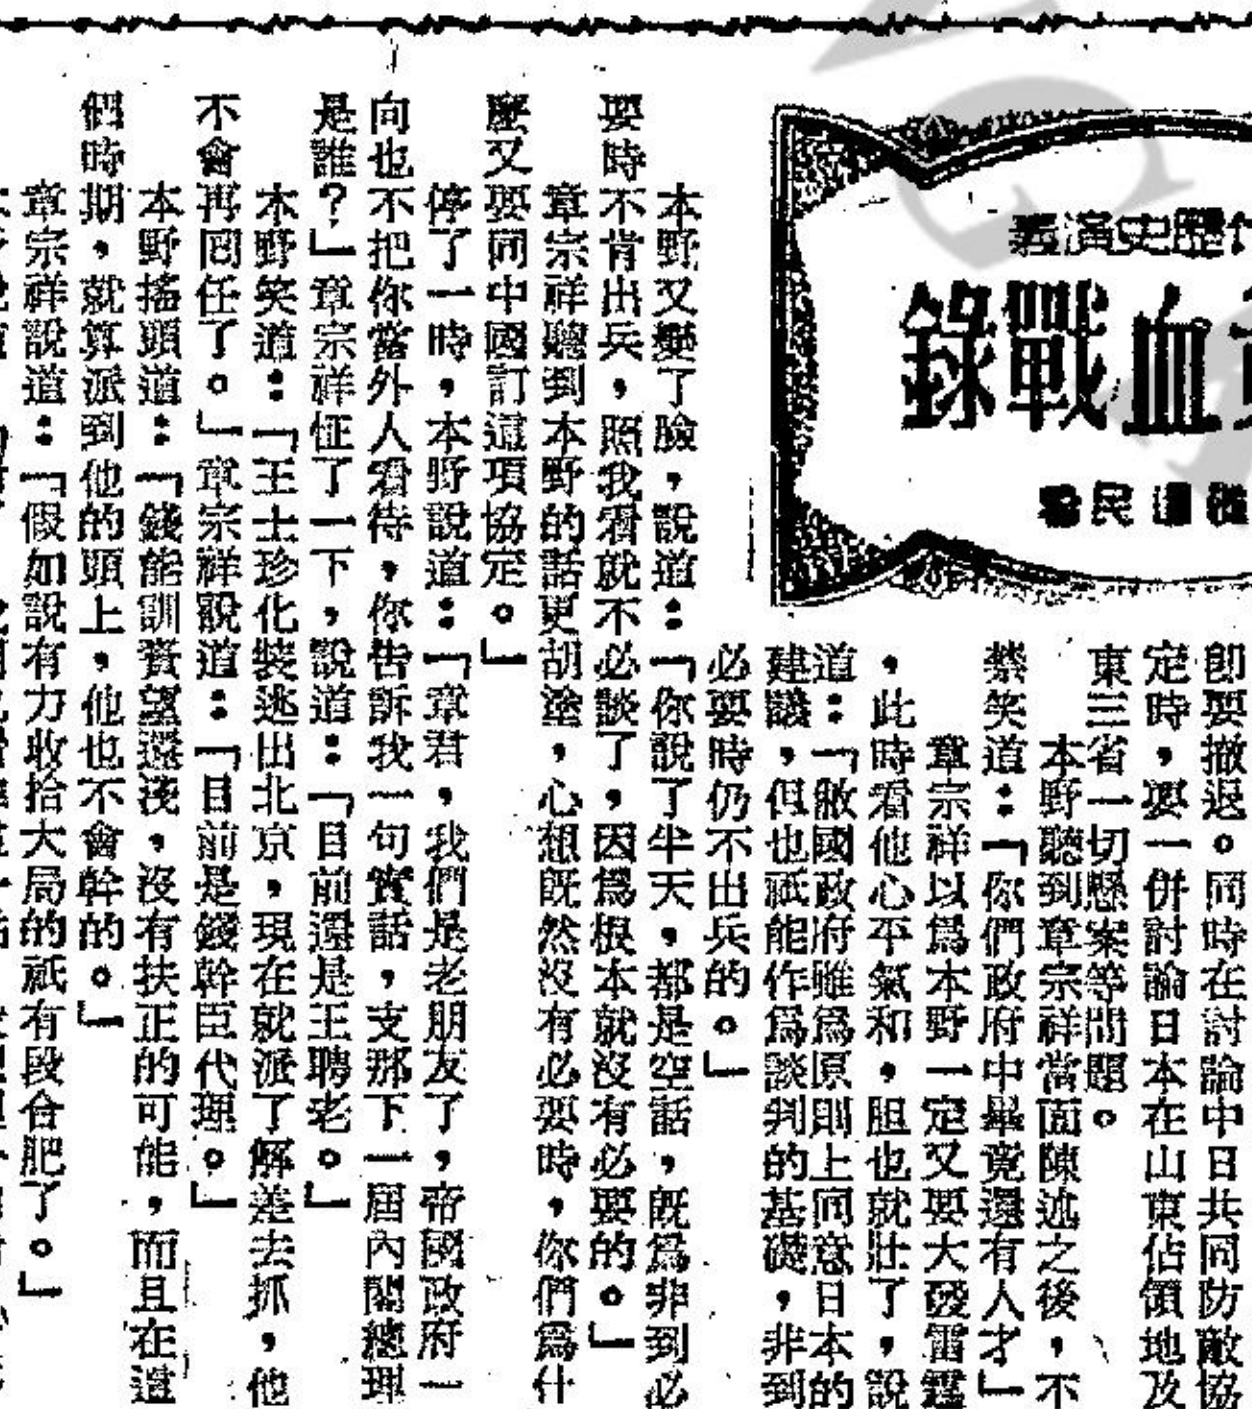 義演史歷代
錄戰血
卽要撤退。同時在討論中日共同防敵協
定時，要一併討論日本在山東佔領地及
東三省一切懸案等問題。
本野聽到章宗祥當面陳述之後，不
禁笑道：「你們政府中畢竟還有人才」
章宗祥以爲本野一定又要大發雷霆
，此時看他心平氣和，胆也就壯了，說
道：「敝國政府雖爲原則上同意日本的
建議，但也祇能作爲談判的基礎，非到
必要時仍不出兵的。」
本野又變了臉，說道：「你說了半天，都是空話，旣爲非到必
要時不肯出兵，照我看就不必談了，因爲根本就沒有必要的。」
章宗祥聽到本野的話更胡塗，心想旣然沒有必要時，你們爲什
麽又要同中國訂這項協定。」
停了一時，本野說道：「章君，我們是老朋友了，帝國政府一
向也不把你當外人看待，你告訴我一句實話，支那下一屆內閣總理
是誰？」章宗祥怔了一下，說道：「目前還是王聘老。」
本野笑道：「王士珍化裝逃出北京，現在就派了解差去抓，他
不會再囘任了。」章宗祥說道：「目前是錢幹臣代理。」
本野搖頭道：「錢能訓資望還淺，沒有扶正的可能，而且在這
個時期，就算派到他的頭上，他也不會幹的。」
章宗祥說道：「假如說有力收拾大局的祇有段合肥了。」